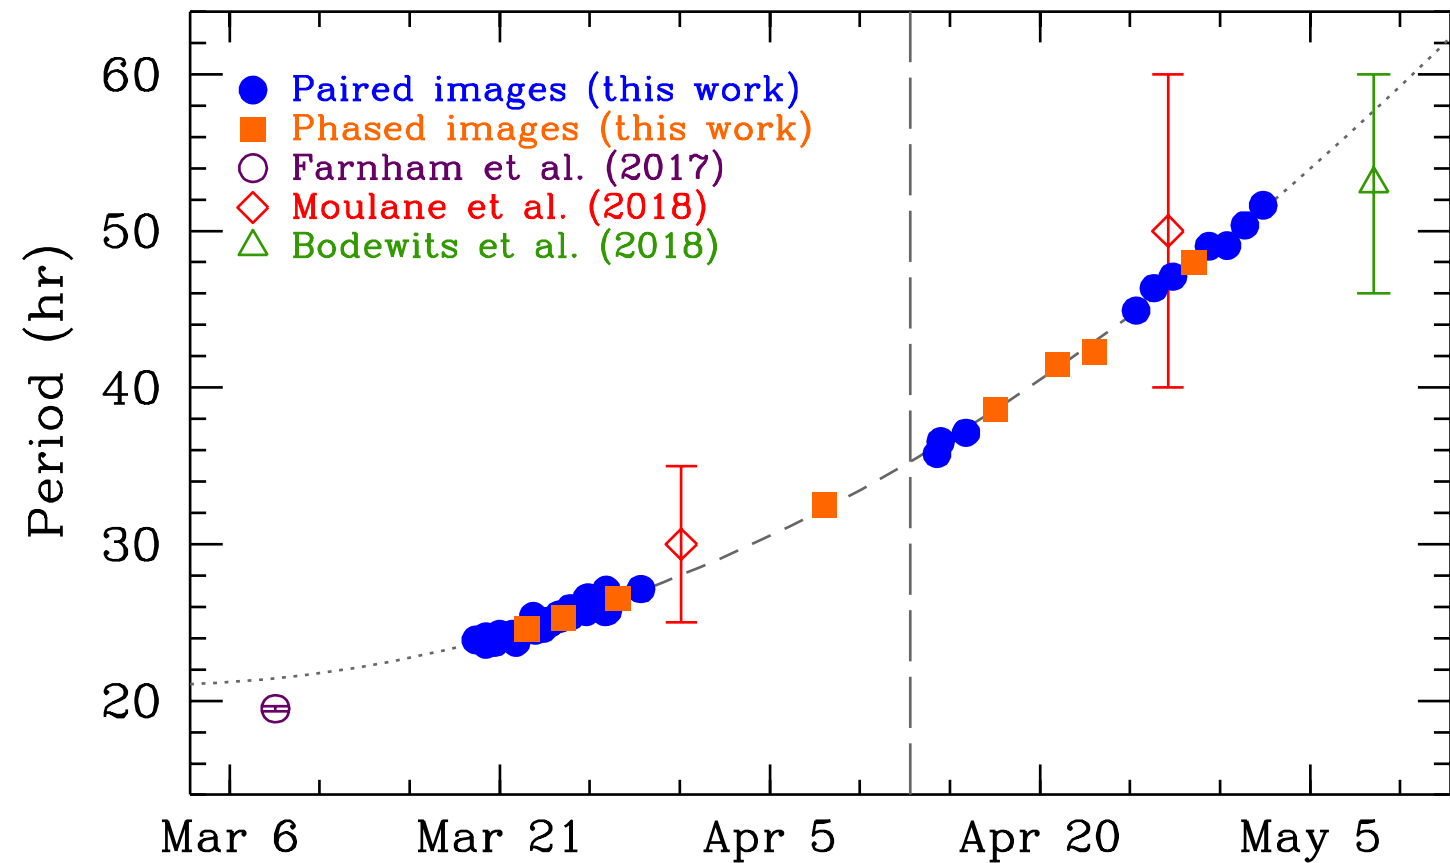 60
50
40
30
20
Period (hr)
Paired images (this work)
Phased images (this work)
Farnham et al. (2017)
Moulane et al. (2018)
Bodewits et al. (2018)
Mar 6 Mar 21 Apr 5 Apr 20 May 5